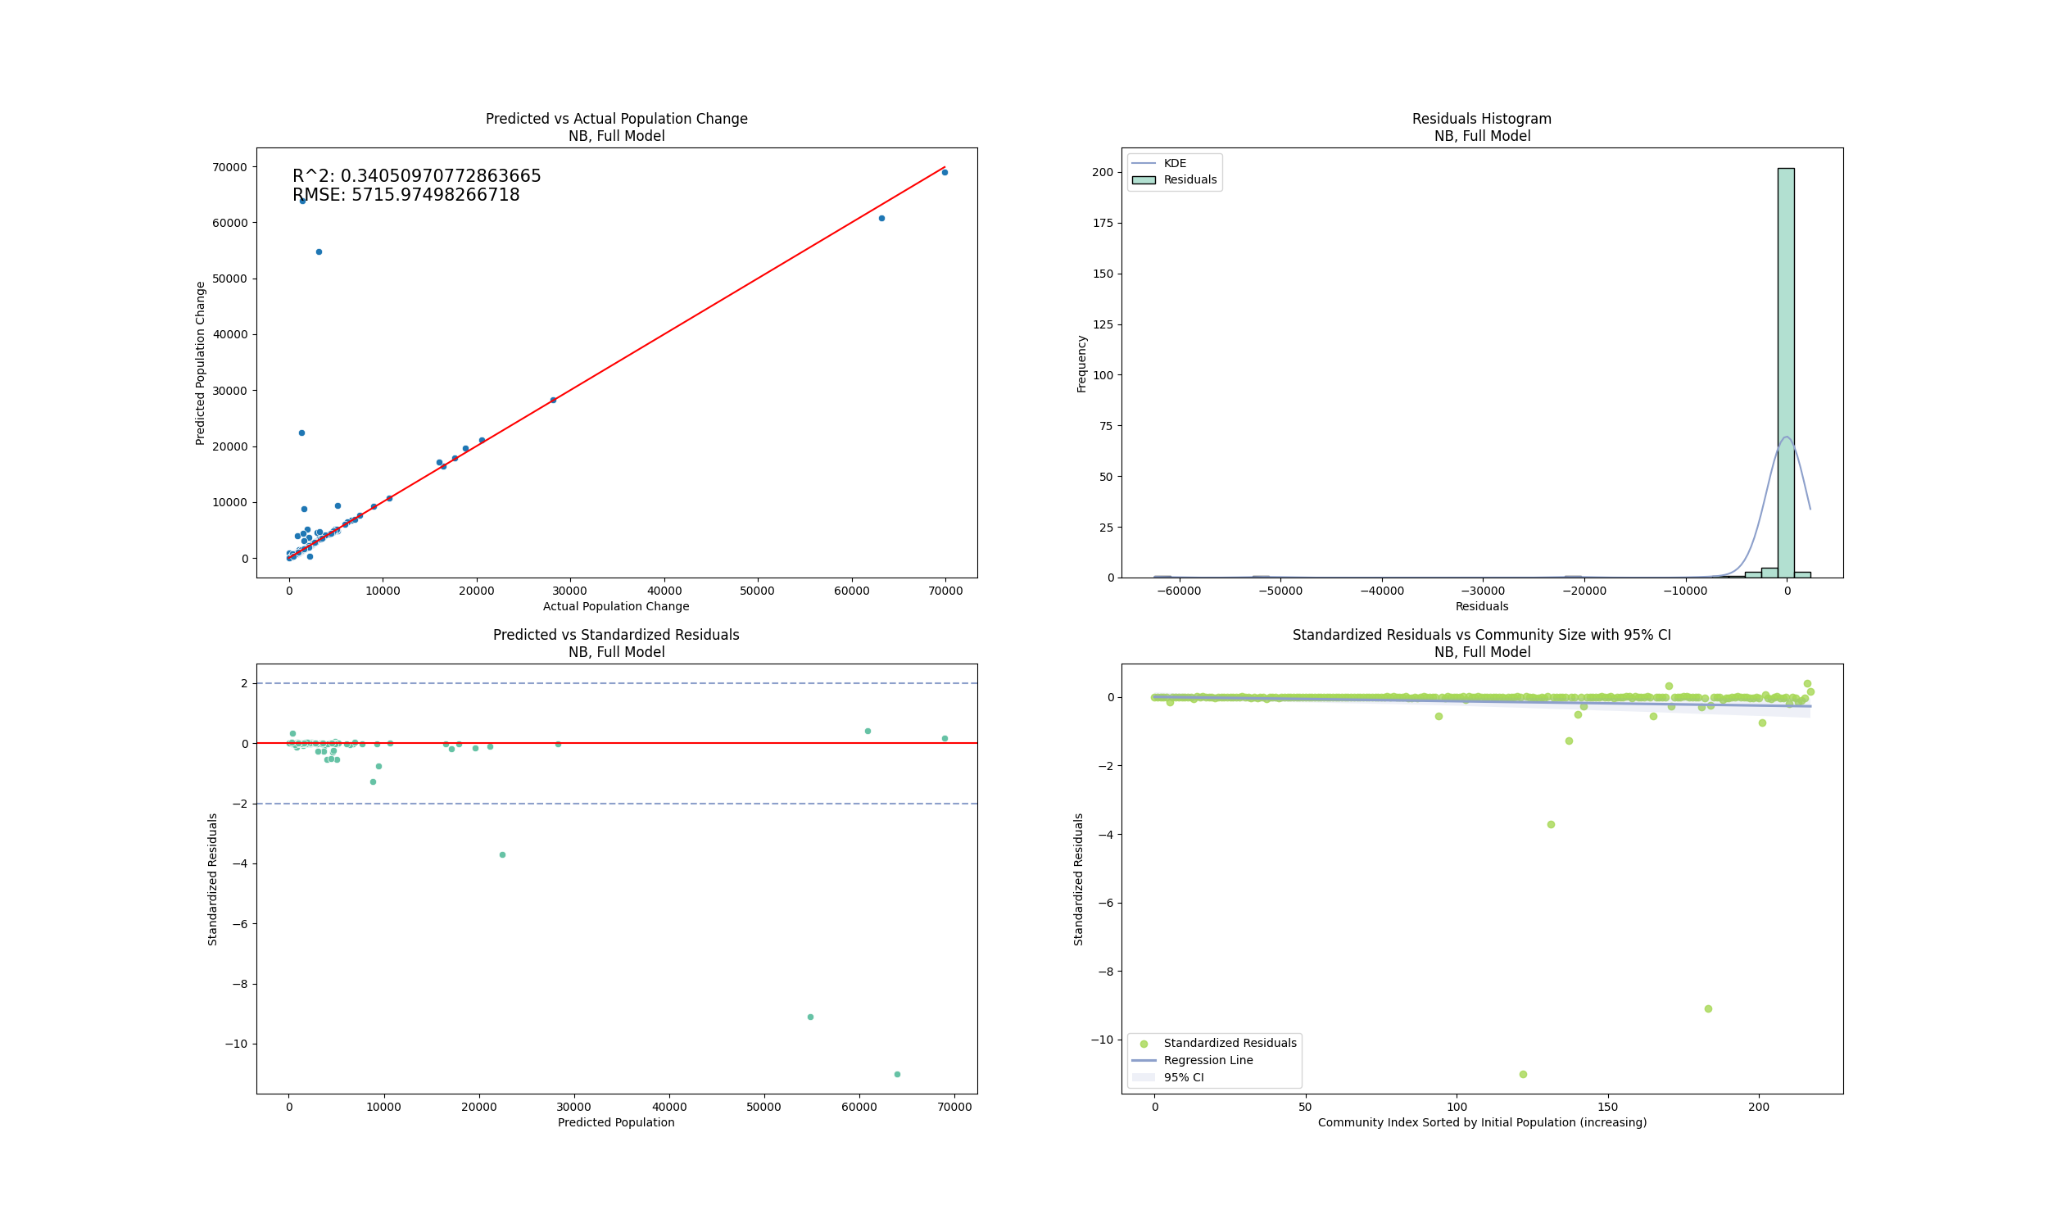 Predicted vs Actual Population Change
NB, Full Model
R^2: 0.34050970772863665
RMSE: 5715.97498266718
Predicted Population Change
70000
60000
50000
40000
30000
20000
10000
0
0 10000 20000 30000 40000 50000 60000 70000
Actual Population Change
Residuals Histogram
NB, Full Model
KDE
Residuals
Frequency
200
175
150
125
100
75
50
25
0
−60000 −50000 −40000 −30000 −20000 −10000 0
Residuals
Predicted vs Standardized Residuals
NB, Full Model
Standardized Residuals
2
0
−2
−4
−6
−8
−10
0 10000 20000 30000 40000 50000 60000 70000
Predicted Population
Standardized Residuals vs Community Size with 95% CI
NB, Full Model
Standardized Residuals
0
−2
−4
−6
−8
−10
Standardized Residuals
Regression Line
95% CI
0 50 100 150 200
Community Index Sorted by Initial Population (increasing)